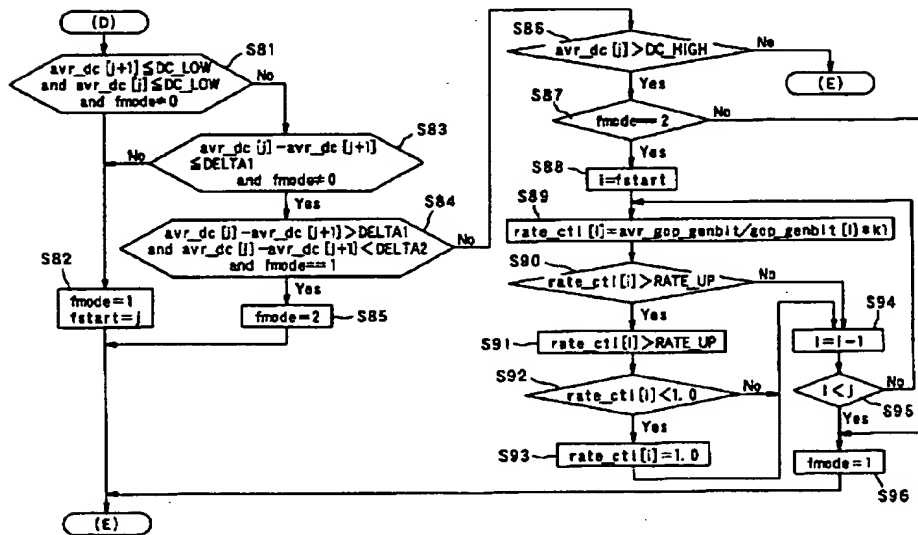 (D)
S81
avr_dc [j+1] ≦DC_LOW
and avr_dc [j] ≦DC_LOW
and fmode≠0
No
S83
avr_dc [j] −avr_dc [j+1]
≦DELTA1
and fmode≠0
No
Yes
S84
avr_dc [j] −avr_dc [j+1] >DELTA1
and avr_dc [j] −avr_dc [j+1] <DELTA2
and fmode==1
No
Yes
S82
fmode=1
fstart=j
fmode=2
S85
(E)
S86
avr_dc [j] >DC_HIGH
No
(E)
Yes
S87
fmode==2
No
Yes
S88
i=fstart
S89
rate_ctl [i] =avr_gop_genbit/gop_genbit [i] *k1
S90
rate_ctl [i] >RATE_UP
No
Yes
S94
S91
rate_ctl [i] >RATE_UP
i=i-1
S92
rate_ctl [i] <1.0
No
i<j
No
S95
Yes
Yes
S93
rate_ctl [i] =1.0
fmode=1
S96